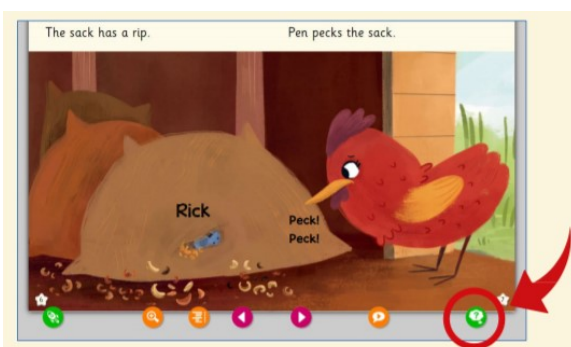 The sack has a rip.
Pen pecks the sack.
Rick
Peck!
Peck!